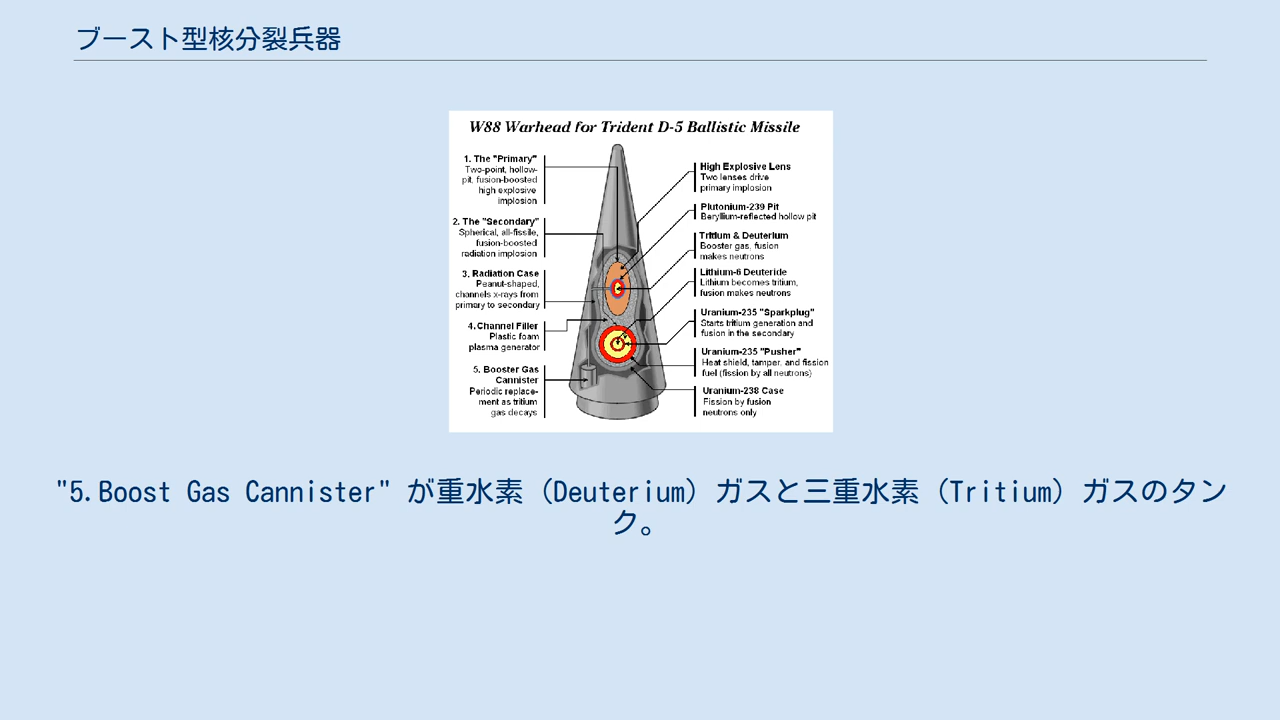 ブースト型核分裂兵器
W88 Warhead for Trident D-5 Ballistic Missile
1. The "Primary"
Two-point, hollow-
pit, fusion-boosted
high explosive
implosion
2. The "Secondary"
Spherical, all-fissile,
fusion-boosted
radiation implosion
3. Radiation Case
Peanut-shaped,
channels x-rays from
primary to secondary
4. Channel Filler
Plastic foam
plasma generator
5. Booster Gas
Cannister
Periodic replace-
ment as tritium
gas decays
High Explosive Lens
Two lenses drive
primary implosion
Plutonium-239 Pit
Beryllium-reflected hollow pit
Tritium & Deuterium
Booster gas, fusion
makes neutrons
Lithium-6 Deuteride
Lithium becomes tritium,
fusion makes neutrons
Uranium-235 "Sparkplug"
Starts tritium generation and
fusion in the secondary
Uranium-235 "Pusher"
Heat shield, tamper, and fission
fuel (fission by all neutrons)
Uranium-238 Case
Fission by fusion
neutrons only
"5.Boost Gas Cannister" が重水素（Deuterium）ガスと三重水素（Tritium）ガスのタン
ク。